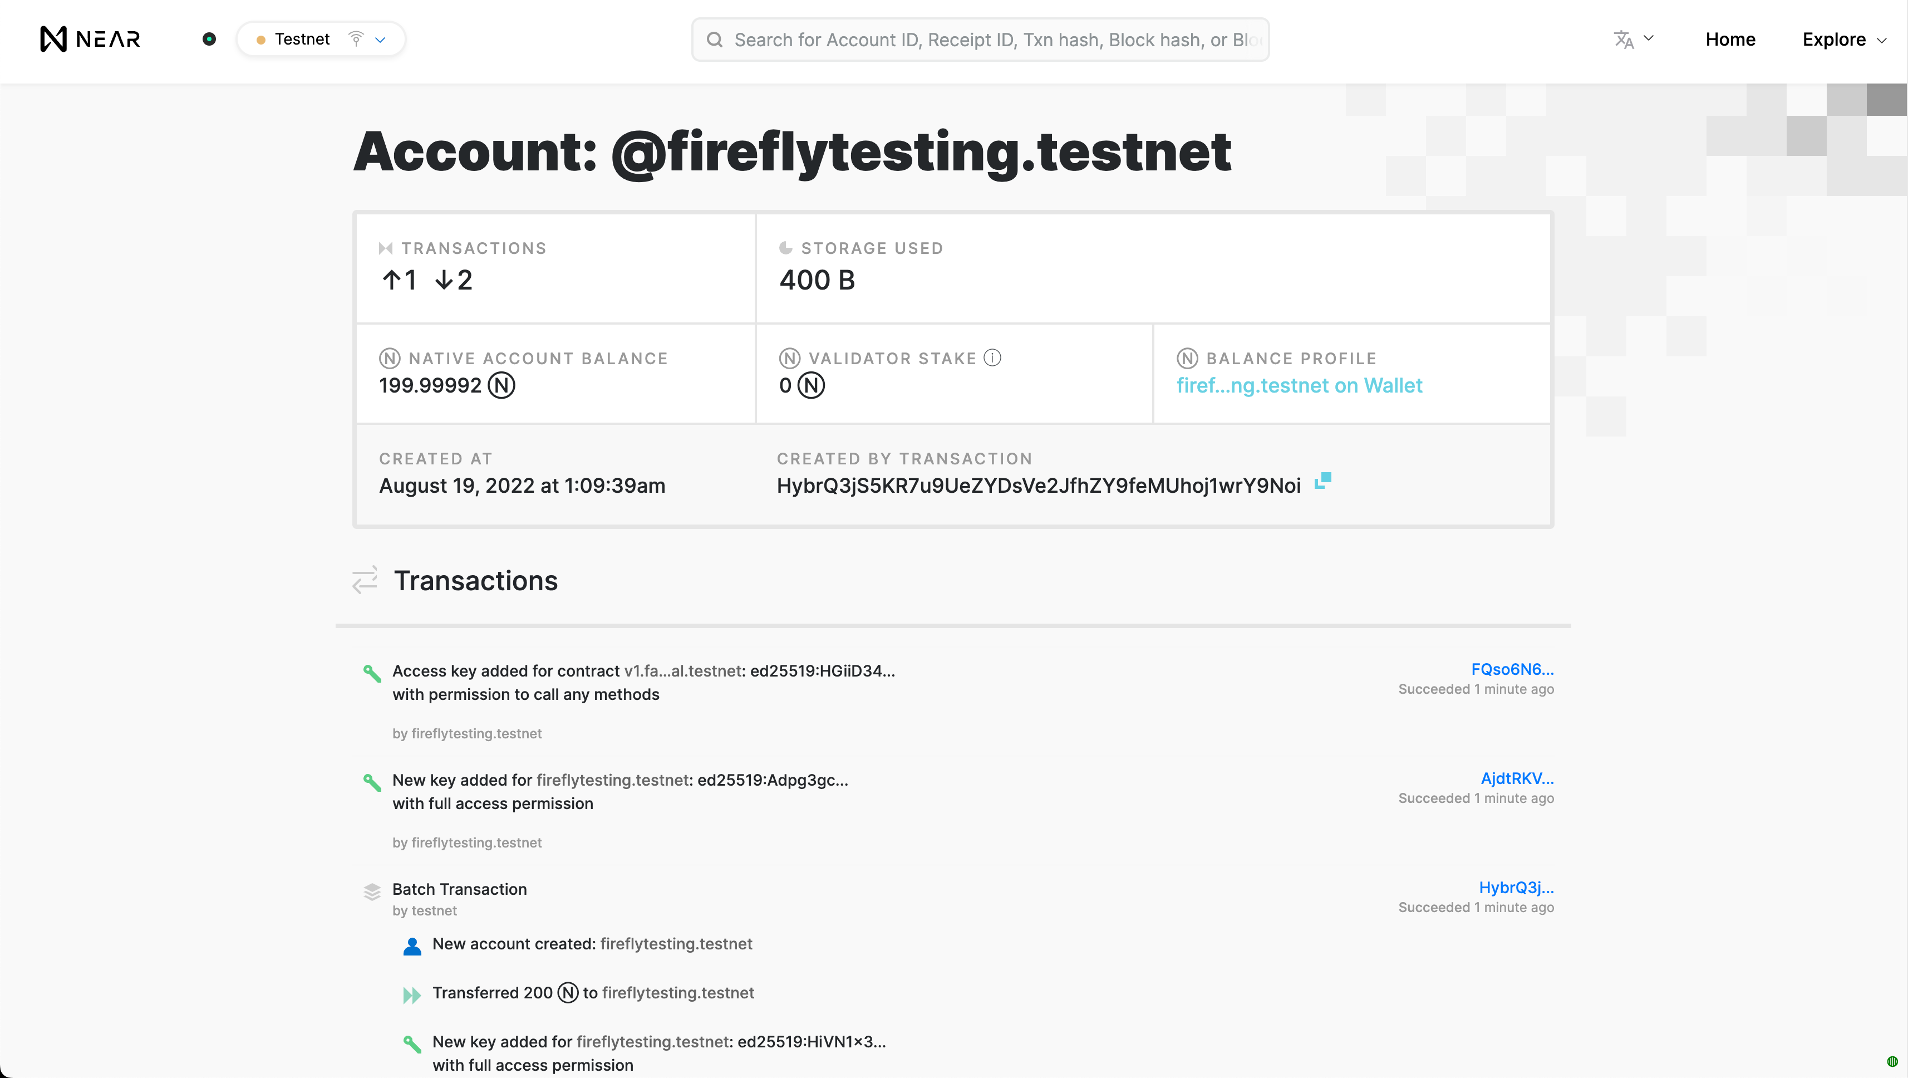 NEAR
Testnet
Search for Account ID, Receipt ID, Txn hash, Block hash, or Blo
Home
Explore
Account: @fireflytesting.testnet
TRANSACTIONS
↑1 ↓2
STORAGE USED
400 B
NATIVE ACCOUNT BALANCE
199.99992 Ⓝ
VALIDATOR STAKE
0 Ⓝ
BALANCE PROFILE
firef...ng.testnet on Wallet
CREATED AT
August 19, 2022 at 1:09:39am
CREATED BY TRANSACTION
HybrQ3jS5KR7u9UeZYDsVe2JfhZY9feMUhoj1wrY9Noi
Transactions
Access key added for contract v1.fa...al.testnet: ed25519:HGiiD34...
with permission to call any methods
by fireflytesting.testnet
FQso6N6...
Succeeded 1 minute ago
New key added for fireflytesting.testnet: ed25519:Adpg3gc...
with full access permission
by fireflytesting.testnet
AjdtRKV...
Succeeded 1 minute ago
Batch Transaction
by testnet
HybrQ3j...
Succeeded 1 minute ago
New account created: fireflytesting.testnet
Transferred 200 Ⓝ to fireflytesting.testnet
New key added for fireflytesting.testnet: ed25519:HiVN1x3...
with full access permission